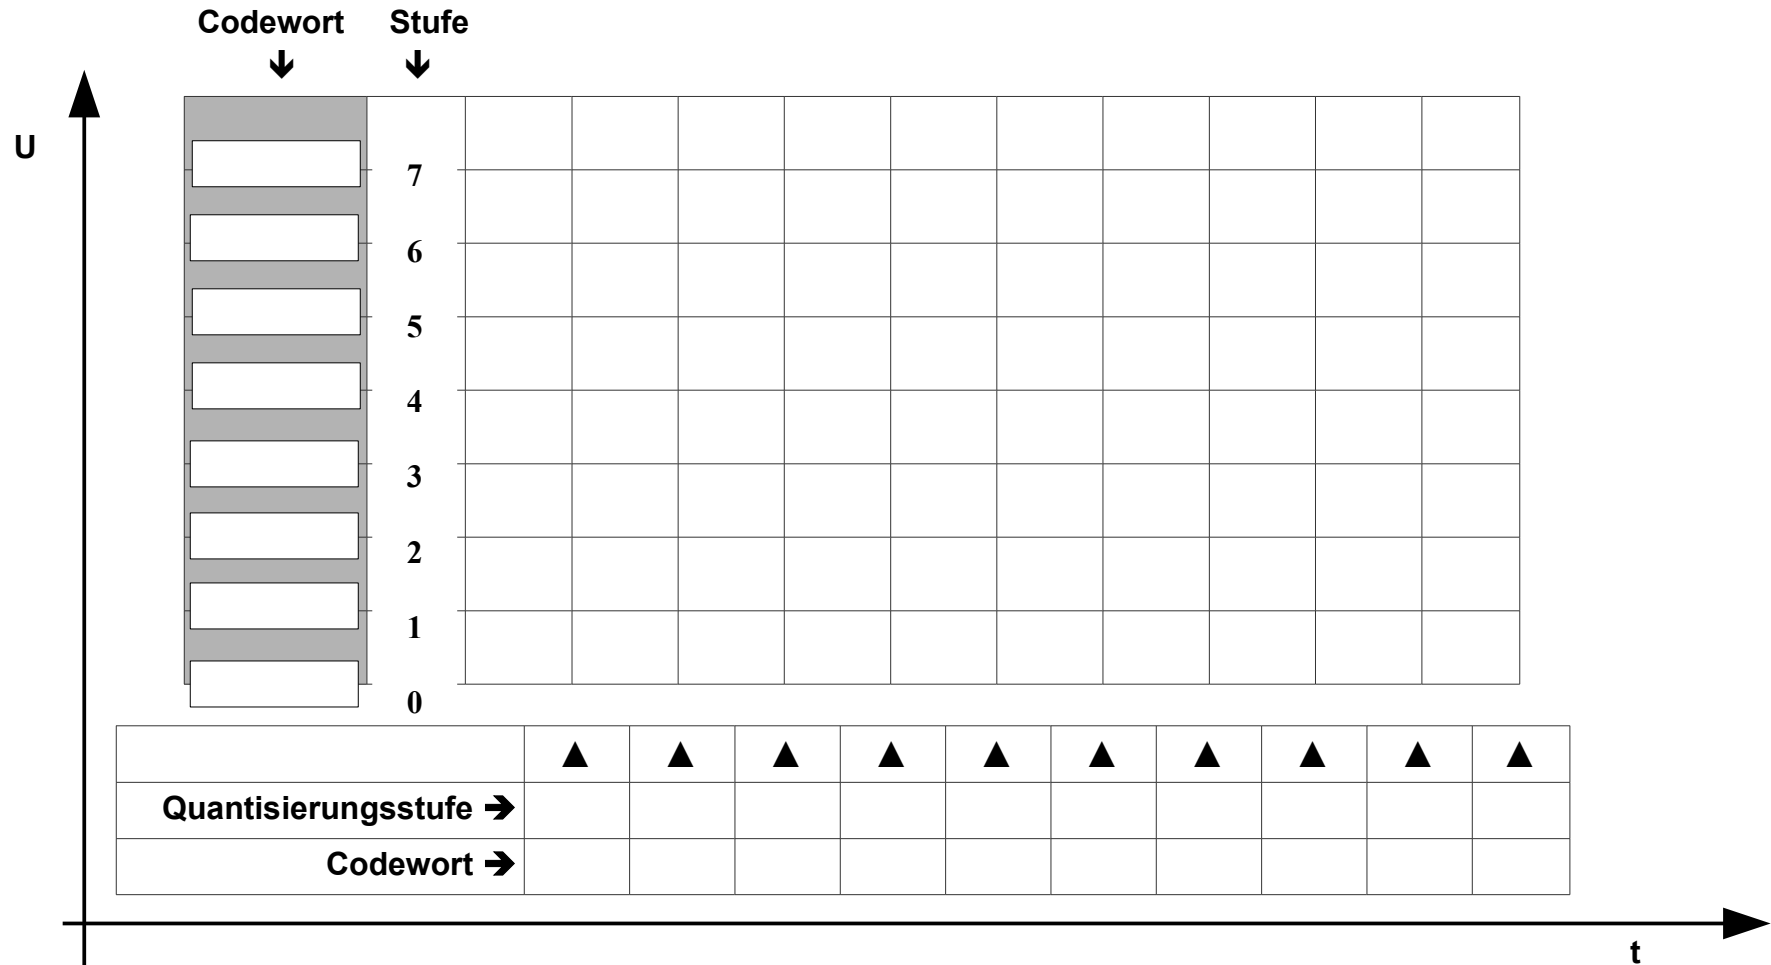 Codewort Stufe
🡫 🡫
U
7
6
5
4
3
2
1
0
▲ ▲ ▲ ▲ ▲ ▲ ▲ ▲ ▲ ▲
Quantisierungsstufe ➔
Codewort ➔
t